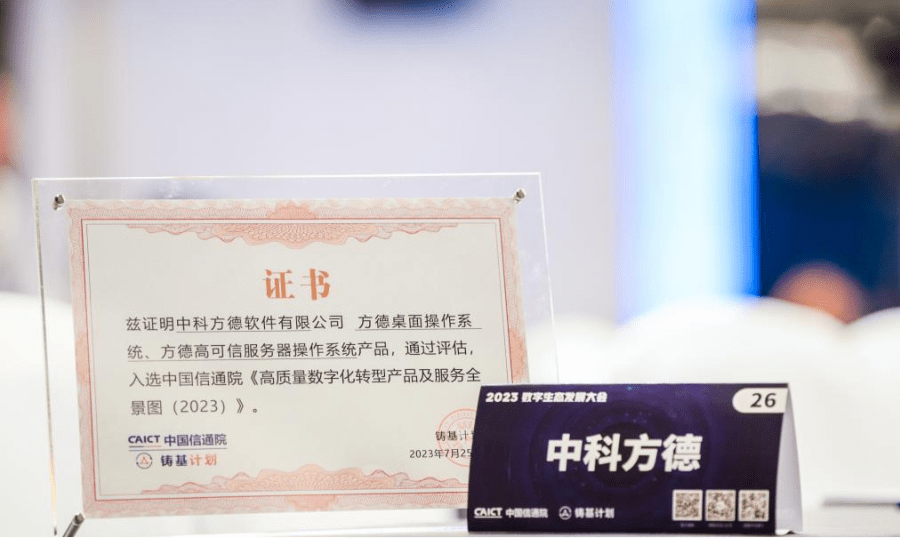 证书
兹证明中科方德软件有限公司 方德桌面操作系
统、方德高可信服务器操作系统产品，通过评估，
入选中国信通院《高质量数字化转型产品及服务全
景图（2023）》。
CAICT 中国信通院
铸基计划
铸基计
2023年7月25
2023 数字生态发展大会
26
中科方德
CAICT 中国信通院 铸基计划